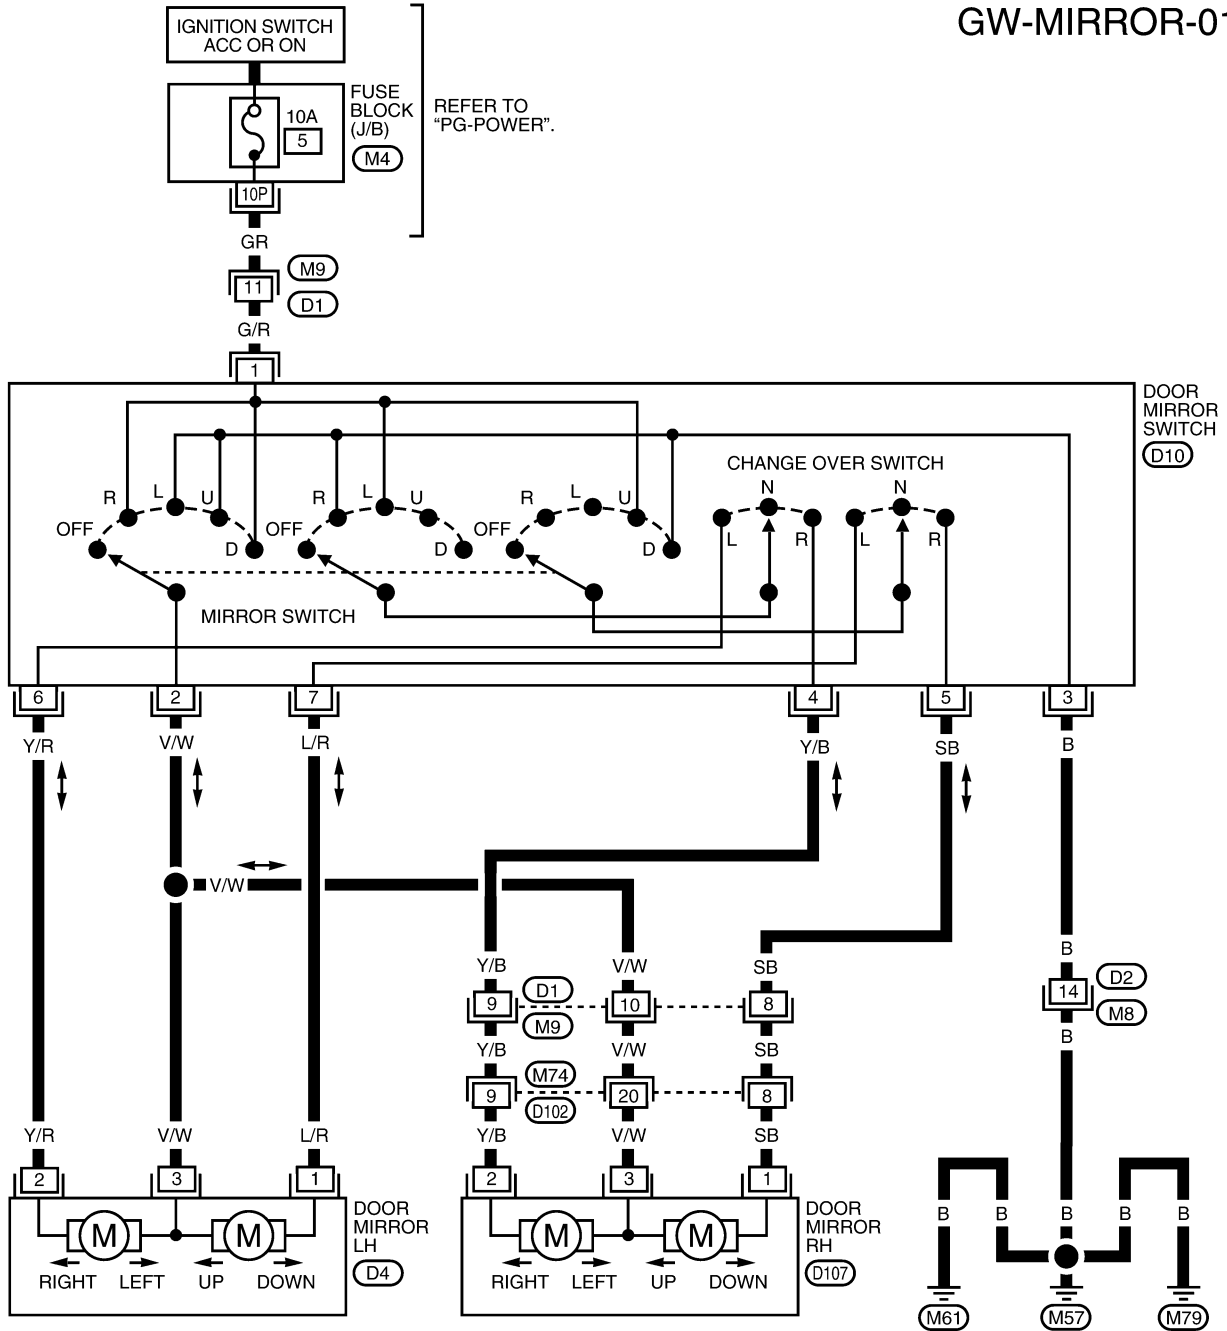 GW-MIRROR-01
IGNITION SWITCH
ACC OR ON
FUSE
BLOCK
(J/B)
M4
10A
5
REFER TO
"PG-POWER".
10P
GR
M9
11
D1
G/R
1
DOOR
MIRROR
SWITCH
D10
CHANGE OVER SWITCH
R L U
R L U
R L U
N N
OFF D
OFF D
OFF D
L R
L R
MIRROR SWITCH
6 2 7 4 5 3
Y/R V/W L/R Y/B SB B
V/W
Y/B V/W SB B
D1 D2
9 10 8 14
M9 M8
Y/B V/W SB B
M74
9 20 8
D102
Y/R V/W L/R Y/B V/W SB
2 3 1 2 3 1
DOOR
MIRROR
LH
D4
M M
RIGHT LEFT UP DOWN
DOOR
MIRROR
RH
D107
M M
RIGHT LEFT UP DOWN
B B B B B
M61 M57 M79